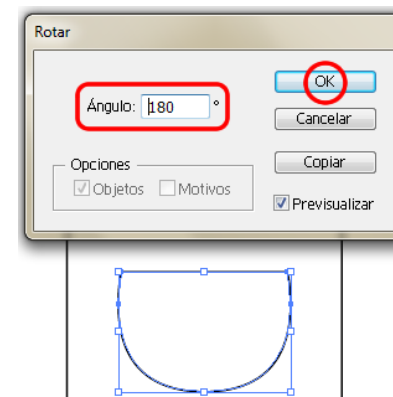 Rotar
Ángulo: 180 °
OK
Cancelar
Opciones
Objetos Motivos
Copiar
Previsualizar